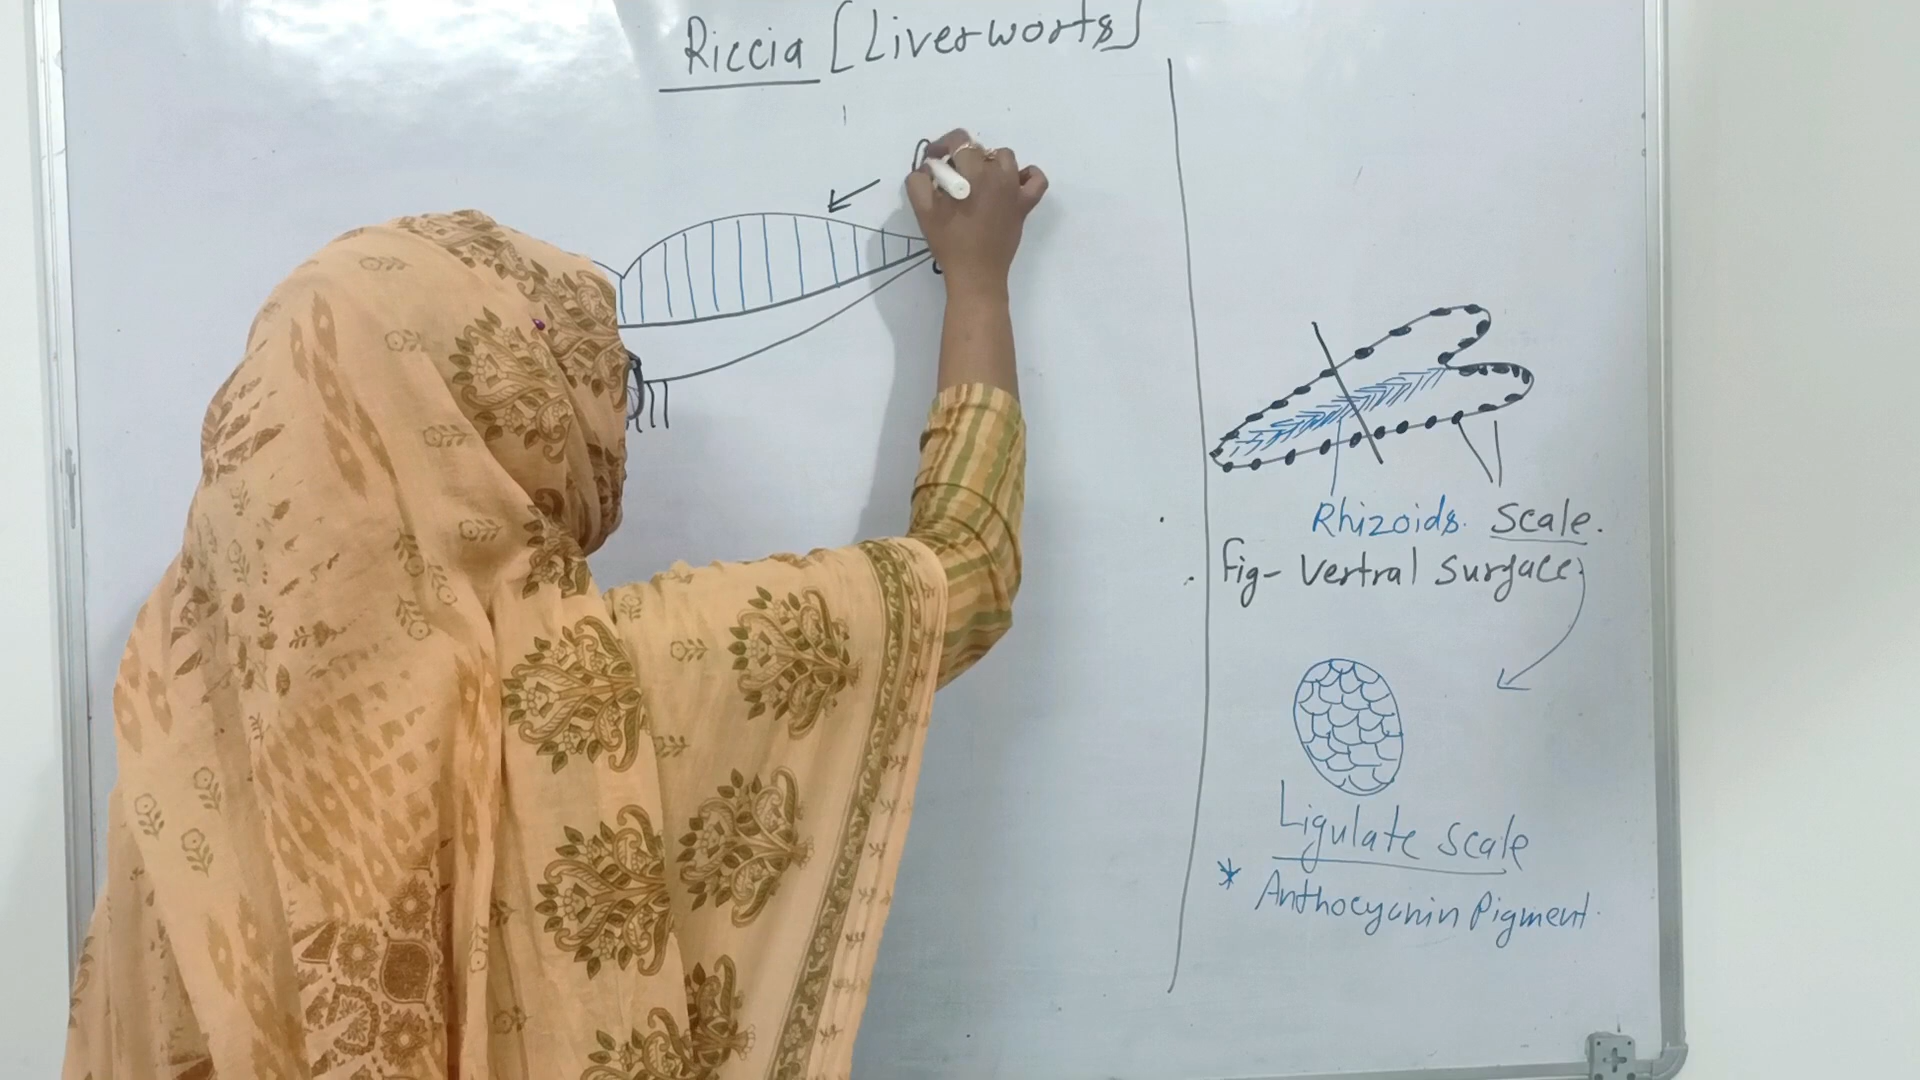 Riccia [Liverworts]
Rhizoids. Scale.
fig- Vertral Surface
Ligulate Scale
* Anthocyanin Pigment.